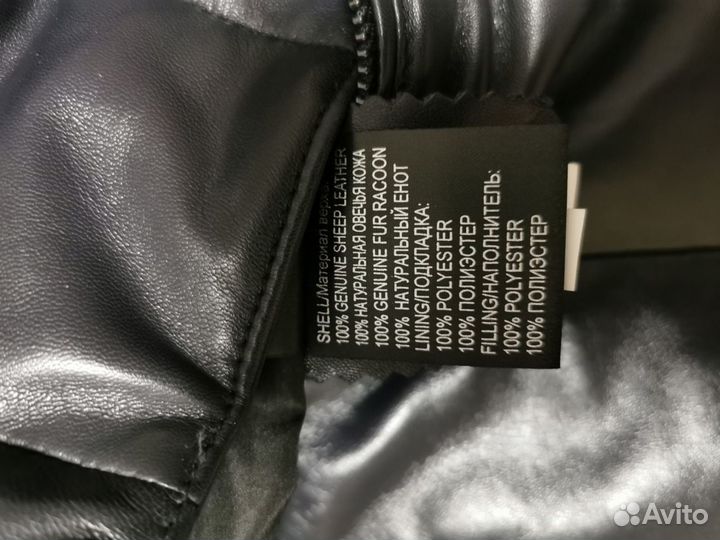 SHELL/Материал верха:
100% GENUINE SHEEP LEATHER
100% НАТУРАЛЬНАЯ ОВЕЧЬЯ КОЖА
100% GENUINE FUR RACOON
100% НАТУРАЛЬНЫЙ ЕНОТ
LINING/ПОДКЛАДКА:
100% POLYESTER
100% ПОЛИЭСТЕР
FILLING/НАПОЛНИТЕЛЬ:
100% POLYESTER
100% ПОЛИЭСТЕР
Avito